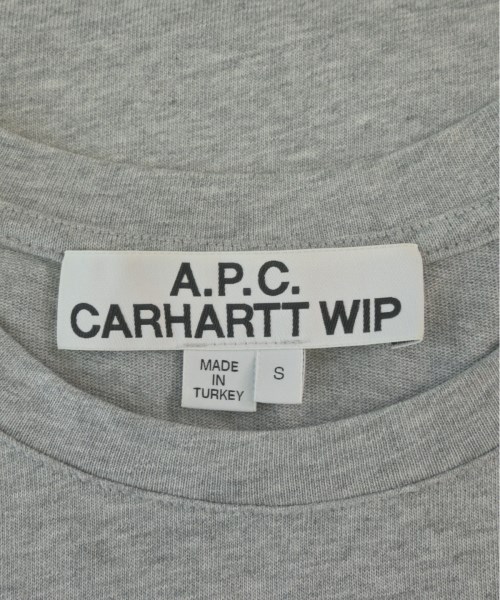 A.P.C.
CARHARTT WIP
MADE
IN
TURKEY
S